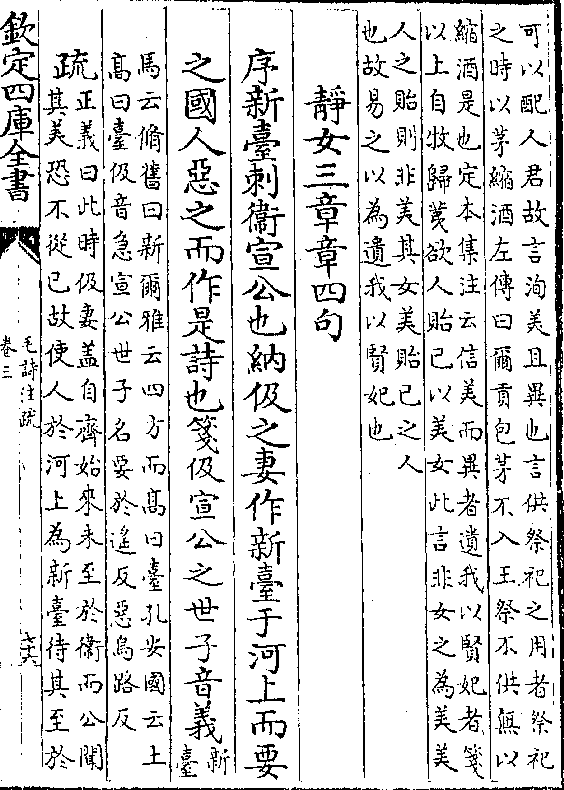 可以配人君故言洵美且異也言供祭祀之用者祭祀
之時以茅縮酒左傳曰爾貢包茅不入王祭不供無以
縮酒是也定本集注云信美而異者遺我以賢妃者箋
以上自牧歸荑欲人貽已以美女此言非女之為美美
人之貽則非美其女美貽已之人
也故易之以為遺我以賢妃也
靜女三章章四句
序新臺刺衛宣公也納伋之妻作新臺于河上而要
之國人惡之而作是詩也箋伋宣公之世子音義新
臺
馬云脩舊曰新爾雅云四方而髙曰臺孔安國云土
髙曰臺伋音急宣公世子名要於遙反惡烏路反
疏正義曰此時伋妻蓋自齊始來未至於衛而公聞
其美恐不從已故使人於河上為新臺待其至於
欽定四庫全書
毛詩注疏
卷三
六六